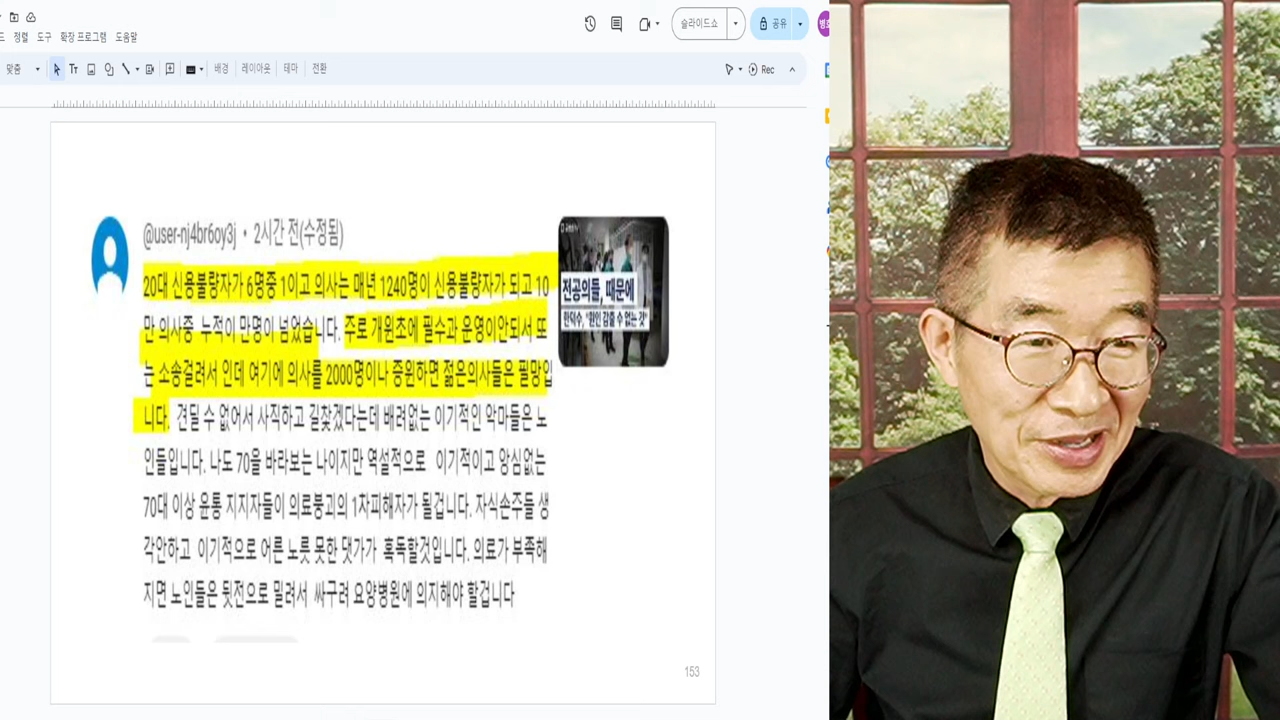 정렬 도구 확장 프로그램 도움말
슬라이드쇼
공유
맞춤
배경 레이아웃 테마 전환
Rec
@user-nj4br6oy3j • 2시간 전(수정됨)
20대 신용불량자가 6명중 1이고 의사는 매년 1240명이 신용불량자가 되고 10
만 의사중 누적이 만명이 넘었습니다. 주로 개원초에 필수과 운영이안되서 또
는 소송걸려서 인데 여기에 의사를 2000명이나 증원하면 젊은의사들은 필망입
니다. 견딜 수 없어서 사직하고 길찾겠다는데 배려없는 이기적인 악마들은 노
인들입니다. 나도 70을 바라보는 나이지만 역설적으로 이기적이고 양심없는
70대 이상 윤통 지지자들이 의료붕괴의 1차피해자가 될겁니다. 자식손주들 생
각안하고 이기적으로 어른 노릇 못한 댓가가 혹독할것입니다. 의료가 부족해
지면 노인들은 뒷전으로 밀려서 싸구려 요양병원에 의지해야 할겁니다
전공의들, 때문에
한덕수, "원인 감출 수 없는 것"
153